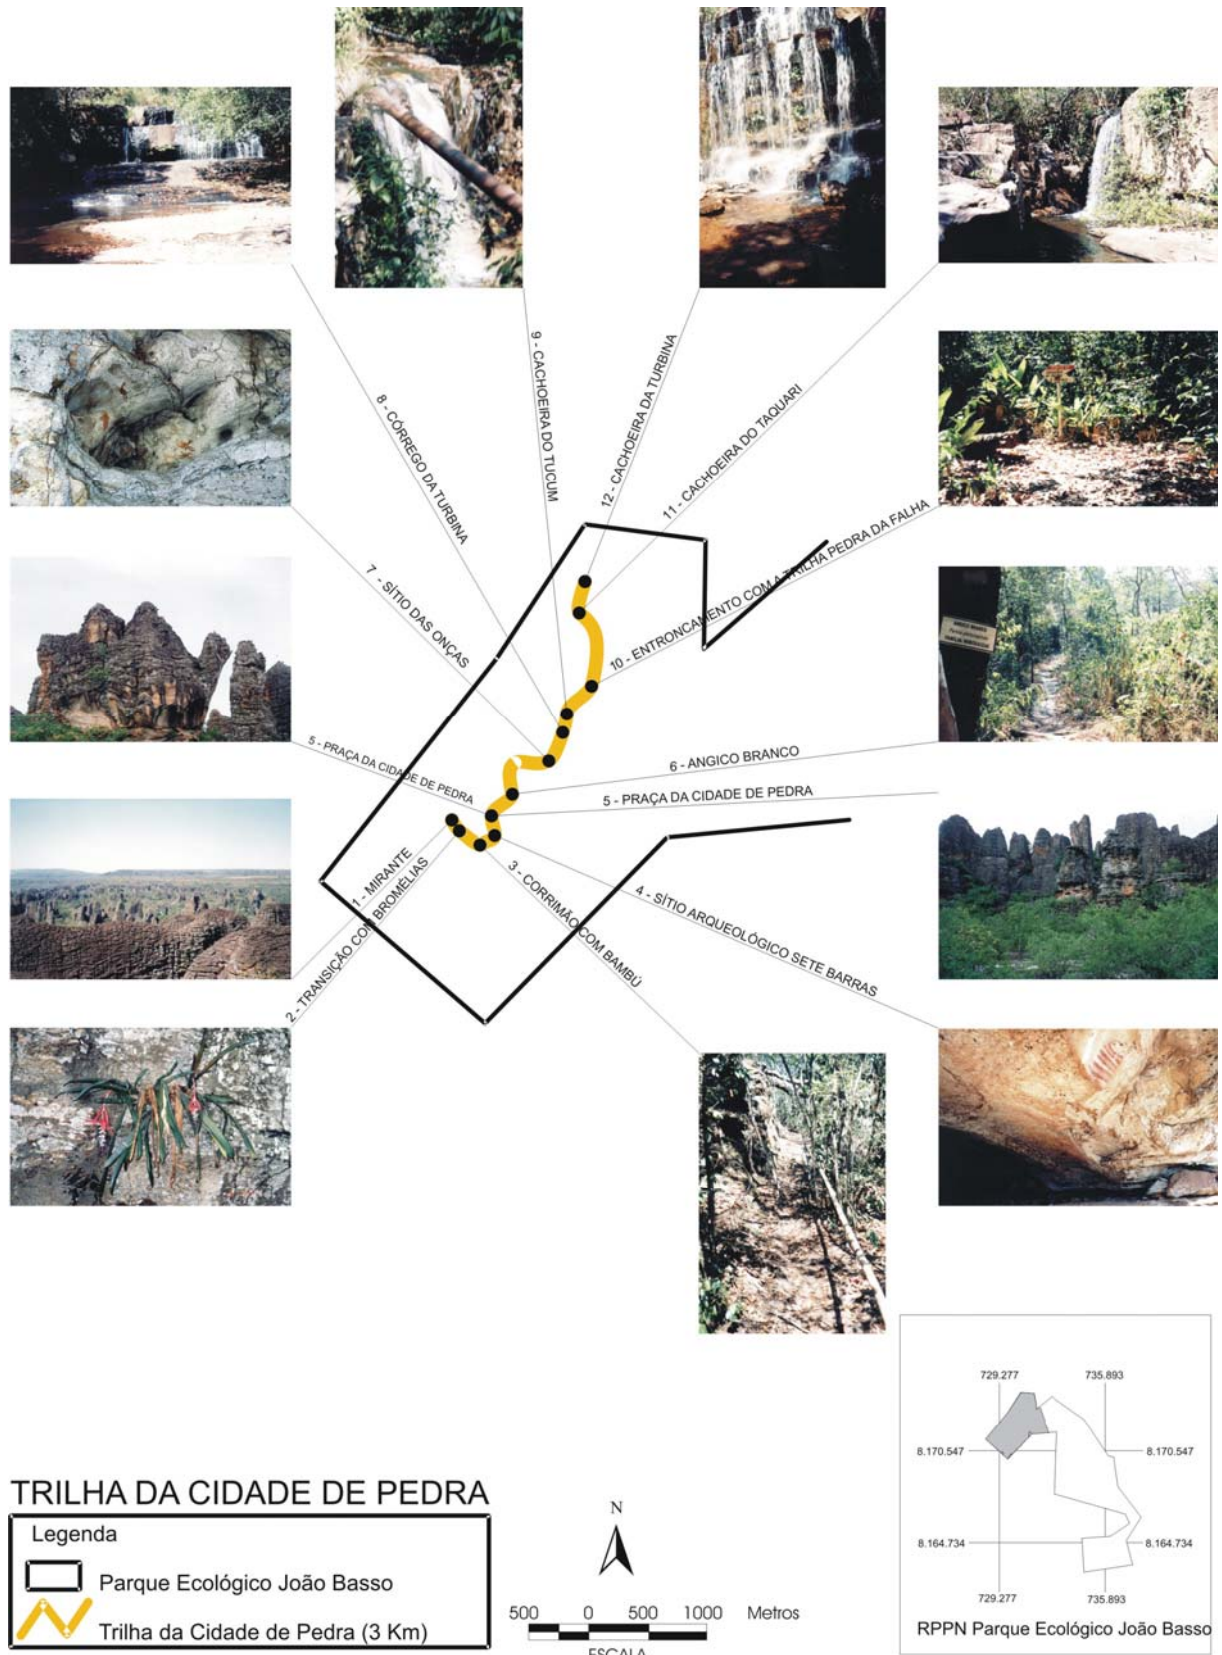 9 - CACHOEIRA DO TUCUM
12 - CACHOEIRA DA TURBINA
8 - CÓRREGO DA TURBINA
11 - CACHOEIRA DO TAQUARI
10 - ENTRONCAMENTO COM A TRILHA PEDRA DA FALHA
7 - SÍTIO DAS ONÇAS
5 - PRAÇA DA CIDADE DE PEDRA
6 - ANGICO BRANCO
5 - PRAÇA DA CIDADE DE PEDRA
1 - MIRANTE
2 - TRANSIÇÃO COM BROMÉLIAS
3 - CORRIMÃO COM BAMBÚ
4 - SÍTIO ARQUEOLÓGICO SETE BARRAS
729.277 735.893
8.170.547 8.170.547
8.164.734 8.164.734
729.277 735.893
RPPN Parque Ecológico João Basso
TRILHA DA CIDADE DE PEDRA
Legenda
Parque Ecológico João Basso
Trilha da Cidade de Pedra (3 Km)
N
500 0 500 1000 Metros
ESCALA